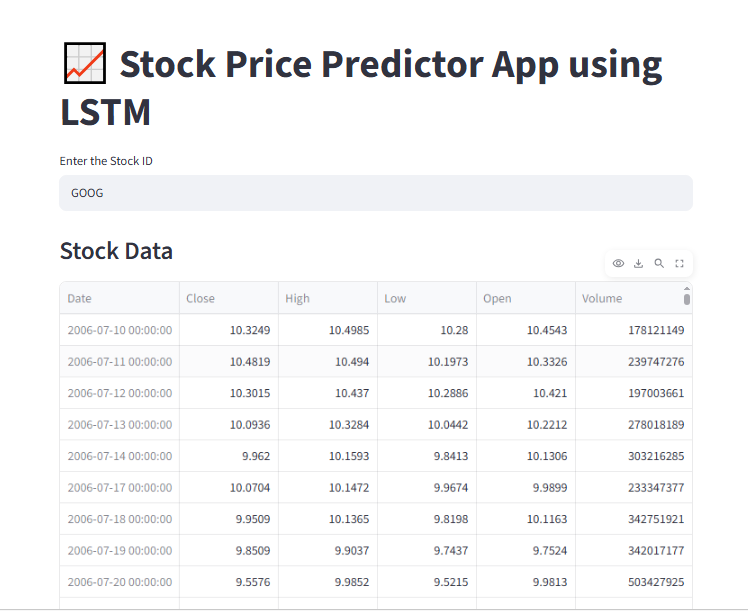 📈 Stock Price Predictor App using
LSTM
Enter the Stock ID
GOOG
Stock Data
Date Close High Low Open Volume
2006-07-10 00:00:00 10.3249 10.4985 10.28 10.4543 178121149
2006-07-11 00:00:00 10.4819 10.494 10.1973 10.3326 239747276
2006-07-12 00:00:00 10.3015 10.437 10.2886 10.421 197003661
2006-07-13 00:00:00 10.0936 10.3284 10.0442 10.2212 278018189
2006-07-14 00:00:00 9.962 10.1593 9.8413 10.1306 303216285
2006-07-17 00:00:00 10.0704 10.1472 9.9674 9.9899 233347377
2006-07-18 00:00:00 9.9509 10.1365 9.8198 10.1163 342751921
2006-07-19 00:00:00 9.8509 9.9037 9.7437 9.7524 342017177
2006-07-20 00:00:00 9.5576 9.9852 9.5215 9.9813 503427925